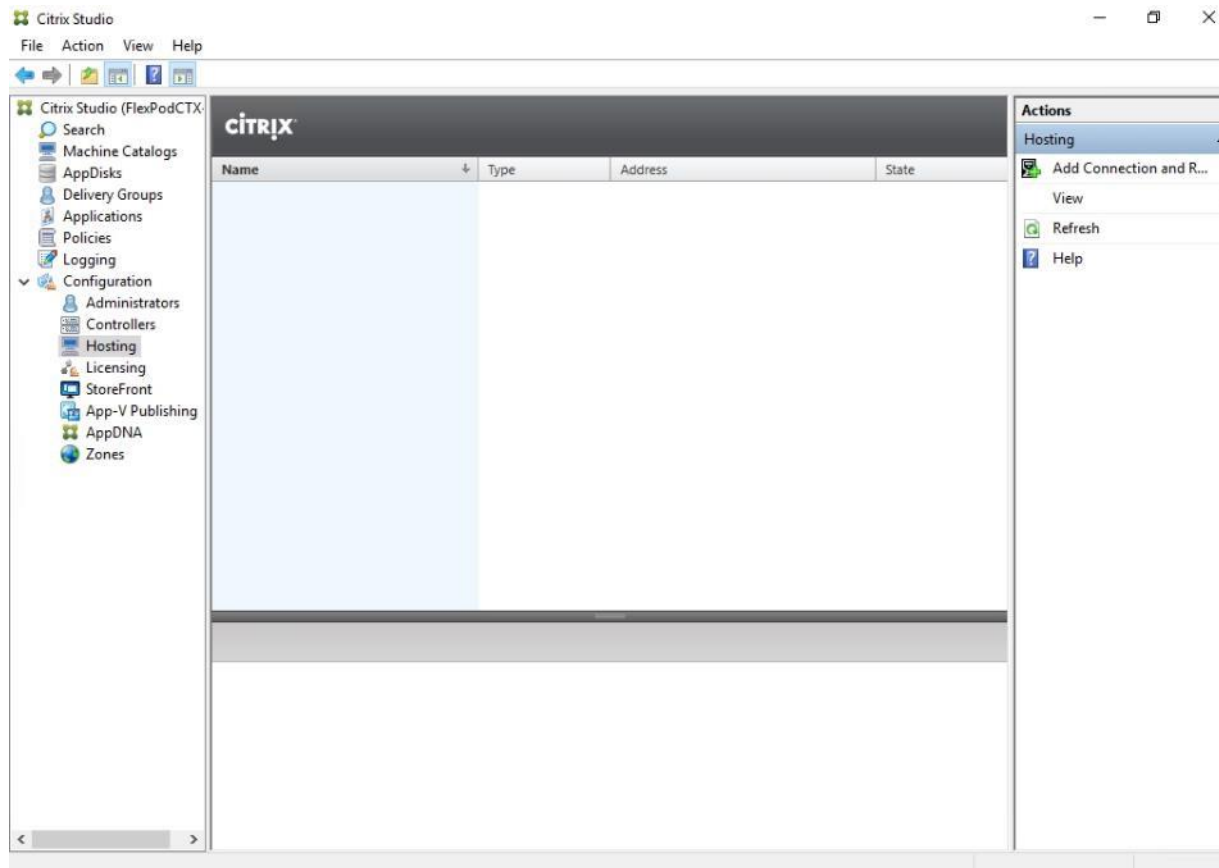 Citrix Studio
File Action View Help
Citrix Studio (FlexPodCTX-
Search
Machine Catalogs
AppDisks
Delivery Groups
Applications
Policies
Logging
Configuration
Administrators
Controllers
Hosting
Licensing
StoreFront
App-V Publishing
AppDNA
Zones
CİTRIX
Name Type Address State
Actions
Hosting
Add Connection and R...
View
Refresh
Help